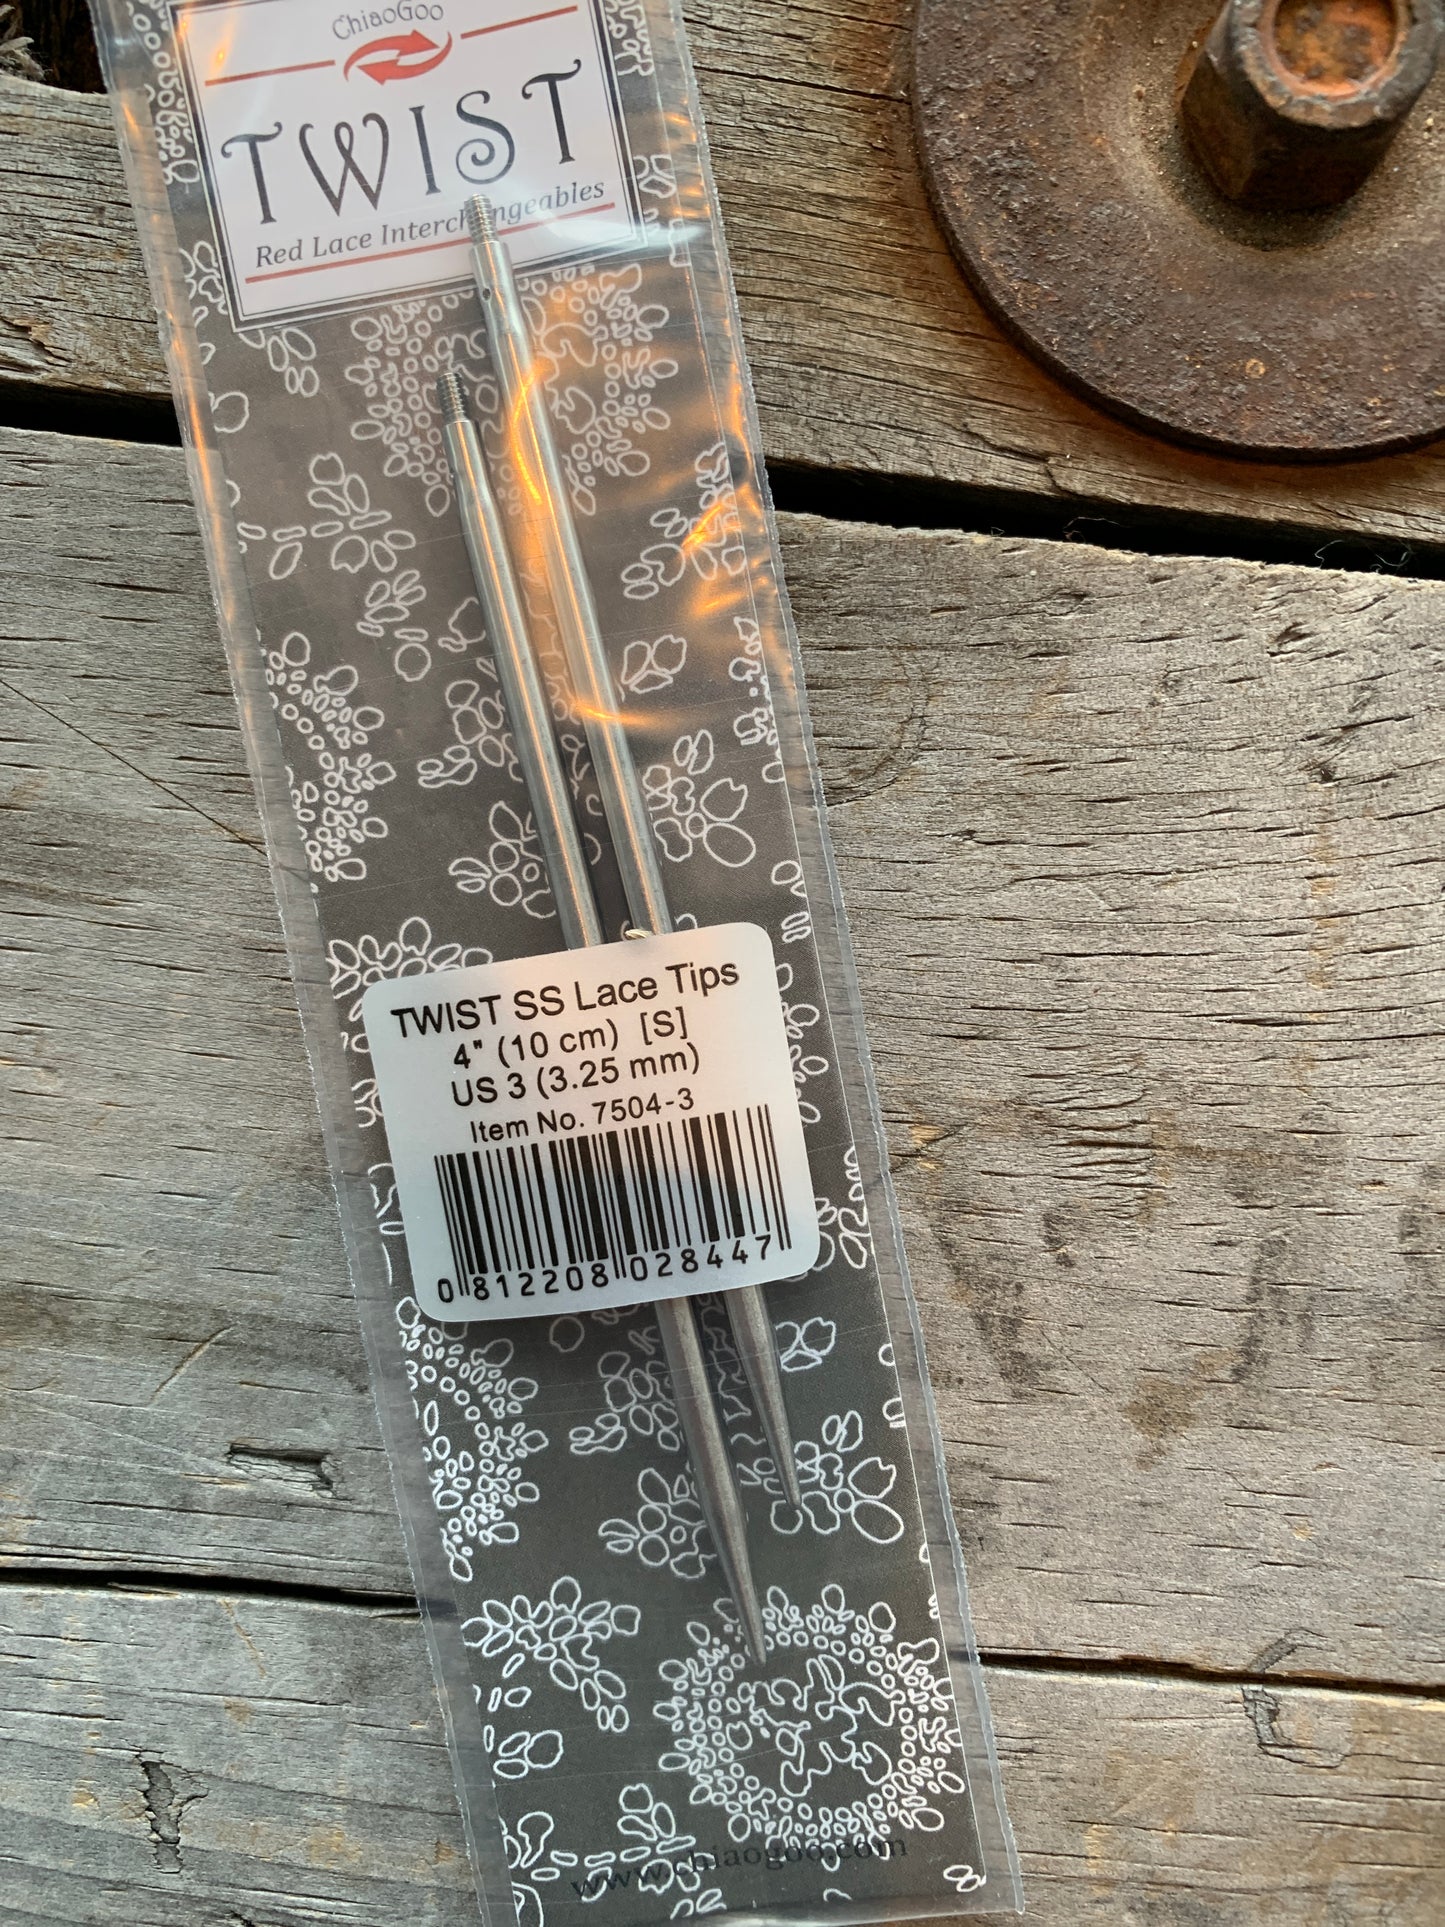 ChiaoGoo
TWIST
Red Lace Interchangeables
TWIST SS Lace Tips
4" (10 cm) [S]
US 3 (3.25 mm)
Item No. 7504-3
0 812208 028447
www.chiaogoo.com